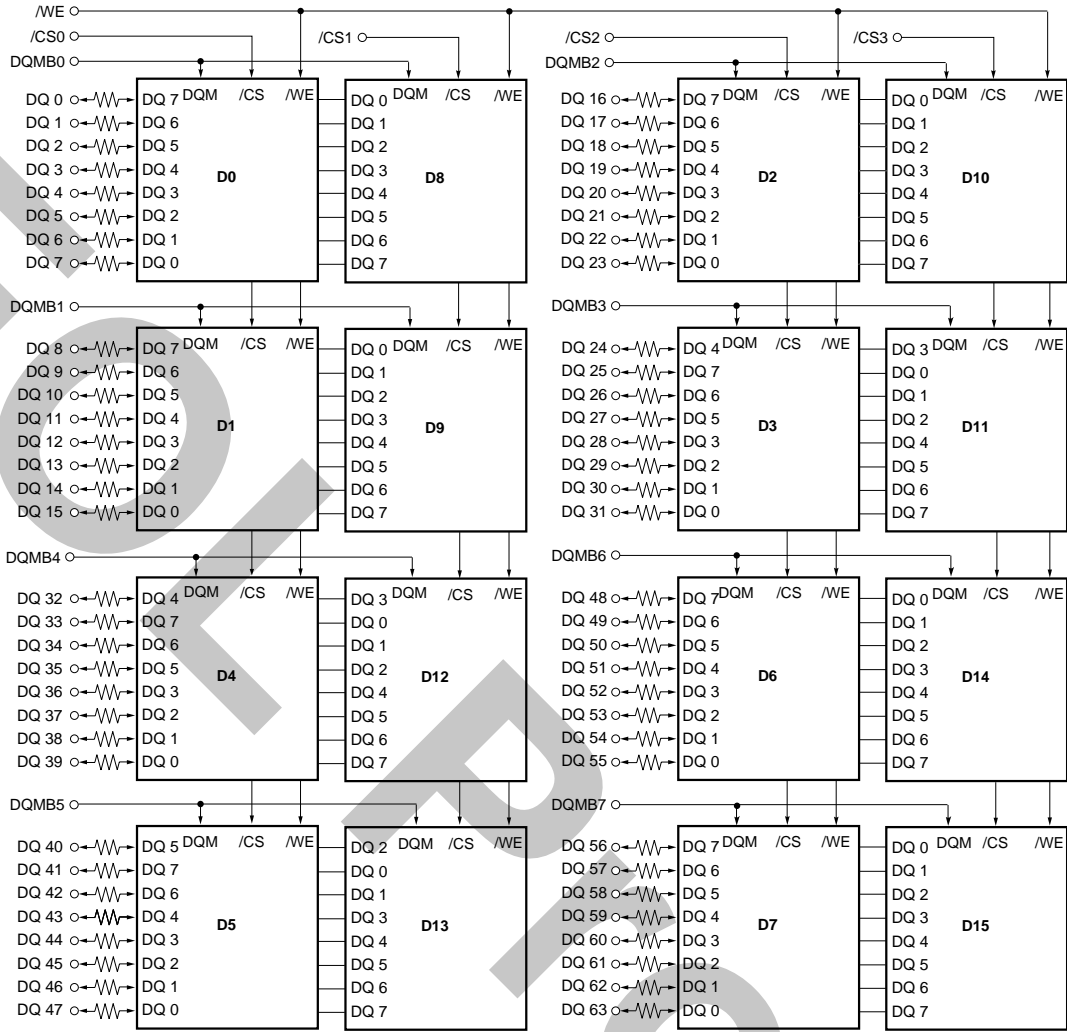 /WE
/CS0 /CS1 /CS2 /CS3
DQMB0 DQMB2
DQM /CS /WE DQM /CS /WE DQM /CS /WE DQM /CS /WE
DQ 0 DQ 7 DQ 0 DQ 16 DQ 7 DQ 0
DQ 1 DQ 6 DQ 1 DQ 17 DQ 6 DQ 1
DQ 2 DQ 5 DQ 2 DQ 18 DQ 5 DQ 2
DQ 3 DQ 4 D0 DQ 3 D8 DQ 19 DQ 4 D2 DQ 3 D10
DQ 4 DQ 3 DQ 4 DQ 20 DQ 3 DQ 4
DQ 5 DQ 2 DQ 5 DQ 21 DQ 2 DQ 5
DQ 6 DQ 1 DQ 6 DQ 22 DQ 1 DQ 6
DQ 7 DQ 0 DQ 7 DQ 23 DQ 0 DQ 7
DQMB1 DQMB3
DQM /CS /WE DQM /CS /WE DQM /CS /WE DQM /CS /WE
DQ 8 DQ 7 DQ 0 DQ 24 DQ 4 DQ 3
DQ 9 DQ 6 DQ 1 DQ 25 DQ 7 DQ 0
DQ 10 DQ 5 DQ 2 DQ 26 DQ 6 DQ 1
DQ 11 DQ 4 D1 DQ 3 D9 DQ 27 DQ 5 D3 DQ 2 D11
DQ 12 DQ 3 DQ 4 DQ 28 DQ 3 DQ 4
DQ 13 DQ 2 DQ 5 DQ 29 DQ 2 DQ 5
DQ 14 DQ 1 DQ 6 DQ 30 DQ 1 DQ 6
DQ 15 DQ 0 DQ 7 DQ 31 DQ 0 DQ 7
DQMB4 DQMB6
DQM /CS /WE DQM /CS /WE DQM /CS /WE DQM /CS /WE
DQ 32 DQ 4 DQ 3 DQ 48 DQ 7 DQ 0
DQ 33 DQ 7 DQ 0 DQ 49 DQ 6 DQ 1
DQ 34 DQ 6 DQ 1 DQ 50 DQ 5 DQ 2
DQ 35 DQ 5 D4 DQ 2 D12 DQ 51 DQ 4 D6 DQ 3 D14
DQ 36 DQ 3 DQ 4 DQ 52 DQ 3 DQ 4
DQ 37 DQ 2 DQ 5 DQ 53 DQ 2 DQ 5
DQ 38 DQ 1 DQ 6 DQ 54 DQ 1 DQ 6
DQ 39 DQ 0 DQ 7 DQ 55 DQ 0 DQ 7
DQMB5 DQMB7
DQM /CS /WE DQM /CS /WE DQM /CS /WE DQM /CS /WE
DQ 40 DQ 5 DQ 2 DQ 56 DQ 7 DQ 0
DQ 41 DQ 7 DQ 0 DQ 57 DQ 6 DQ 1
DQ 42 DQ 6 DQ 1 DQ 58 DQ 5 DQ 2
DQ 43 DQ 4 D5 DQ 3 D13 DQ 59 DQ 4 D7 DQ 3 D15
DQ 44 DQ 3 DQ 4 DQ 60 DQ 3 DQ 4
DQ 45 DQ 2 DQ 5 DQ 61 DQ 2 DQ 5
DQ 46 DQ 1 DQ 6 DQ 62 DQ 1 DQ 6
DQ 47 DQ 0 DQ 7 DQ 63 DQ 0 DQ 7